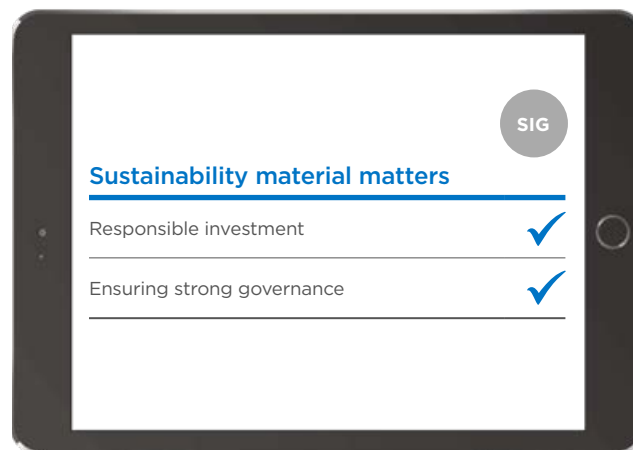 SIG
Sustainability material matters
Responsible investment
Ensuring strong governance